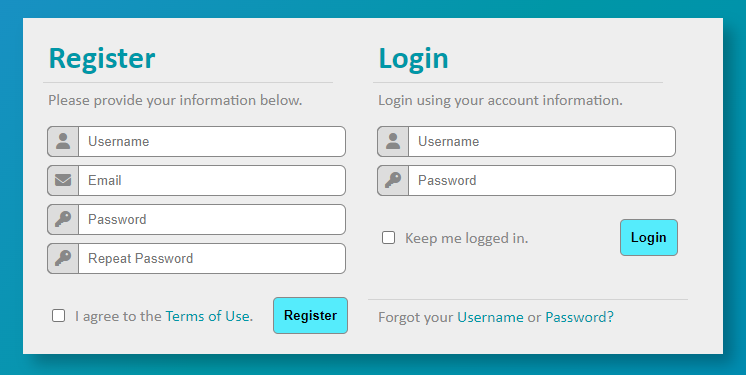 Register
Please provide your information below.
Username
Email
Password
Repeat Password
I agree to the Terms of Use.
Register
Login
Login using your account information.
Username
Password
Keep me logged in.
Login
Forgot your Username or Password?